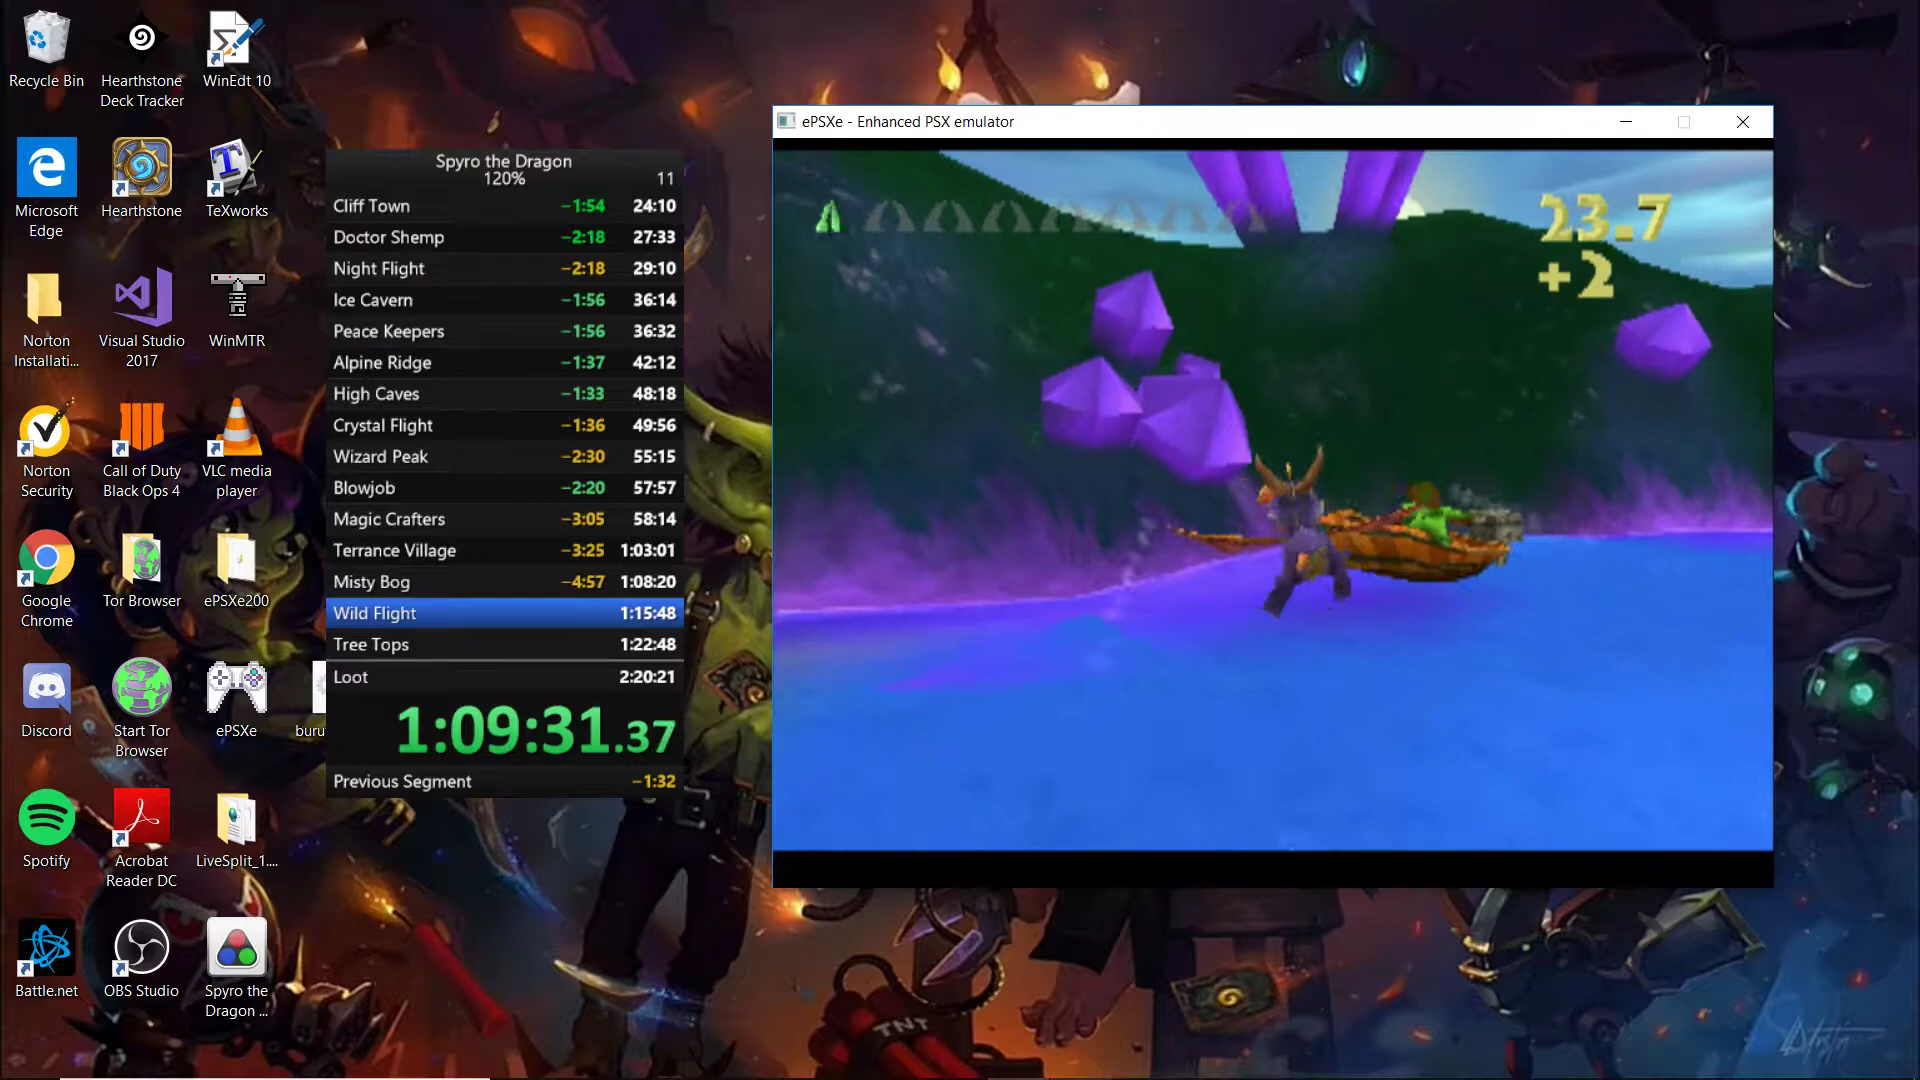 Recycle Bin
Hearthstone
Deck Tracker
WinEdt 10
Microsoft
Edge
Hearthstone
TeXworks
Norton
Installati...
Visual Studio
2017
WinMTR
Norton
Security
Call of Duty
Black Ops 4
VLC media
player
Google
Chrome
Tor Browser
ePSXe200
Discord
Start Tor
Browser
ePSXe
buru
Spotify
Acrobat
Reader DC
LiveSplit_1....
Battle.net
OBS Studio
Spyro the
Dragon ...
Spyro the Dragon
120%
11
Cliff Town −1:54 24:10
Doctor Shemp −2:18 27:33
Night Flight −2:18 29:10
Ice Cavern −1:56 36:14
Peace Keepers −1:56 36:32
Alpine Ridge −1:37 42:12
High Caves −1:33 48:18
Crystal Flight −1:36 49:56
Wizard Peak −2:30 55:15
Blowjob −2:20 57:57
Magic Crafters −3:05 58:14
Terrance Village −3:25 1:03:01
Misty Bog −4:57 1:08:20
Wild Flight 1:15:48
Tree Tops 1:22:48
Loot 2:20:21
1:09:31.37
Previous Segment −1:32
ePSXe - Enhanced PSX emulator
23.7
+2
TNT